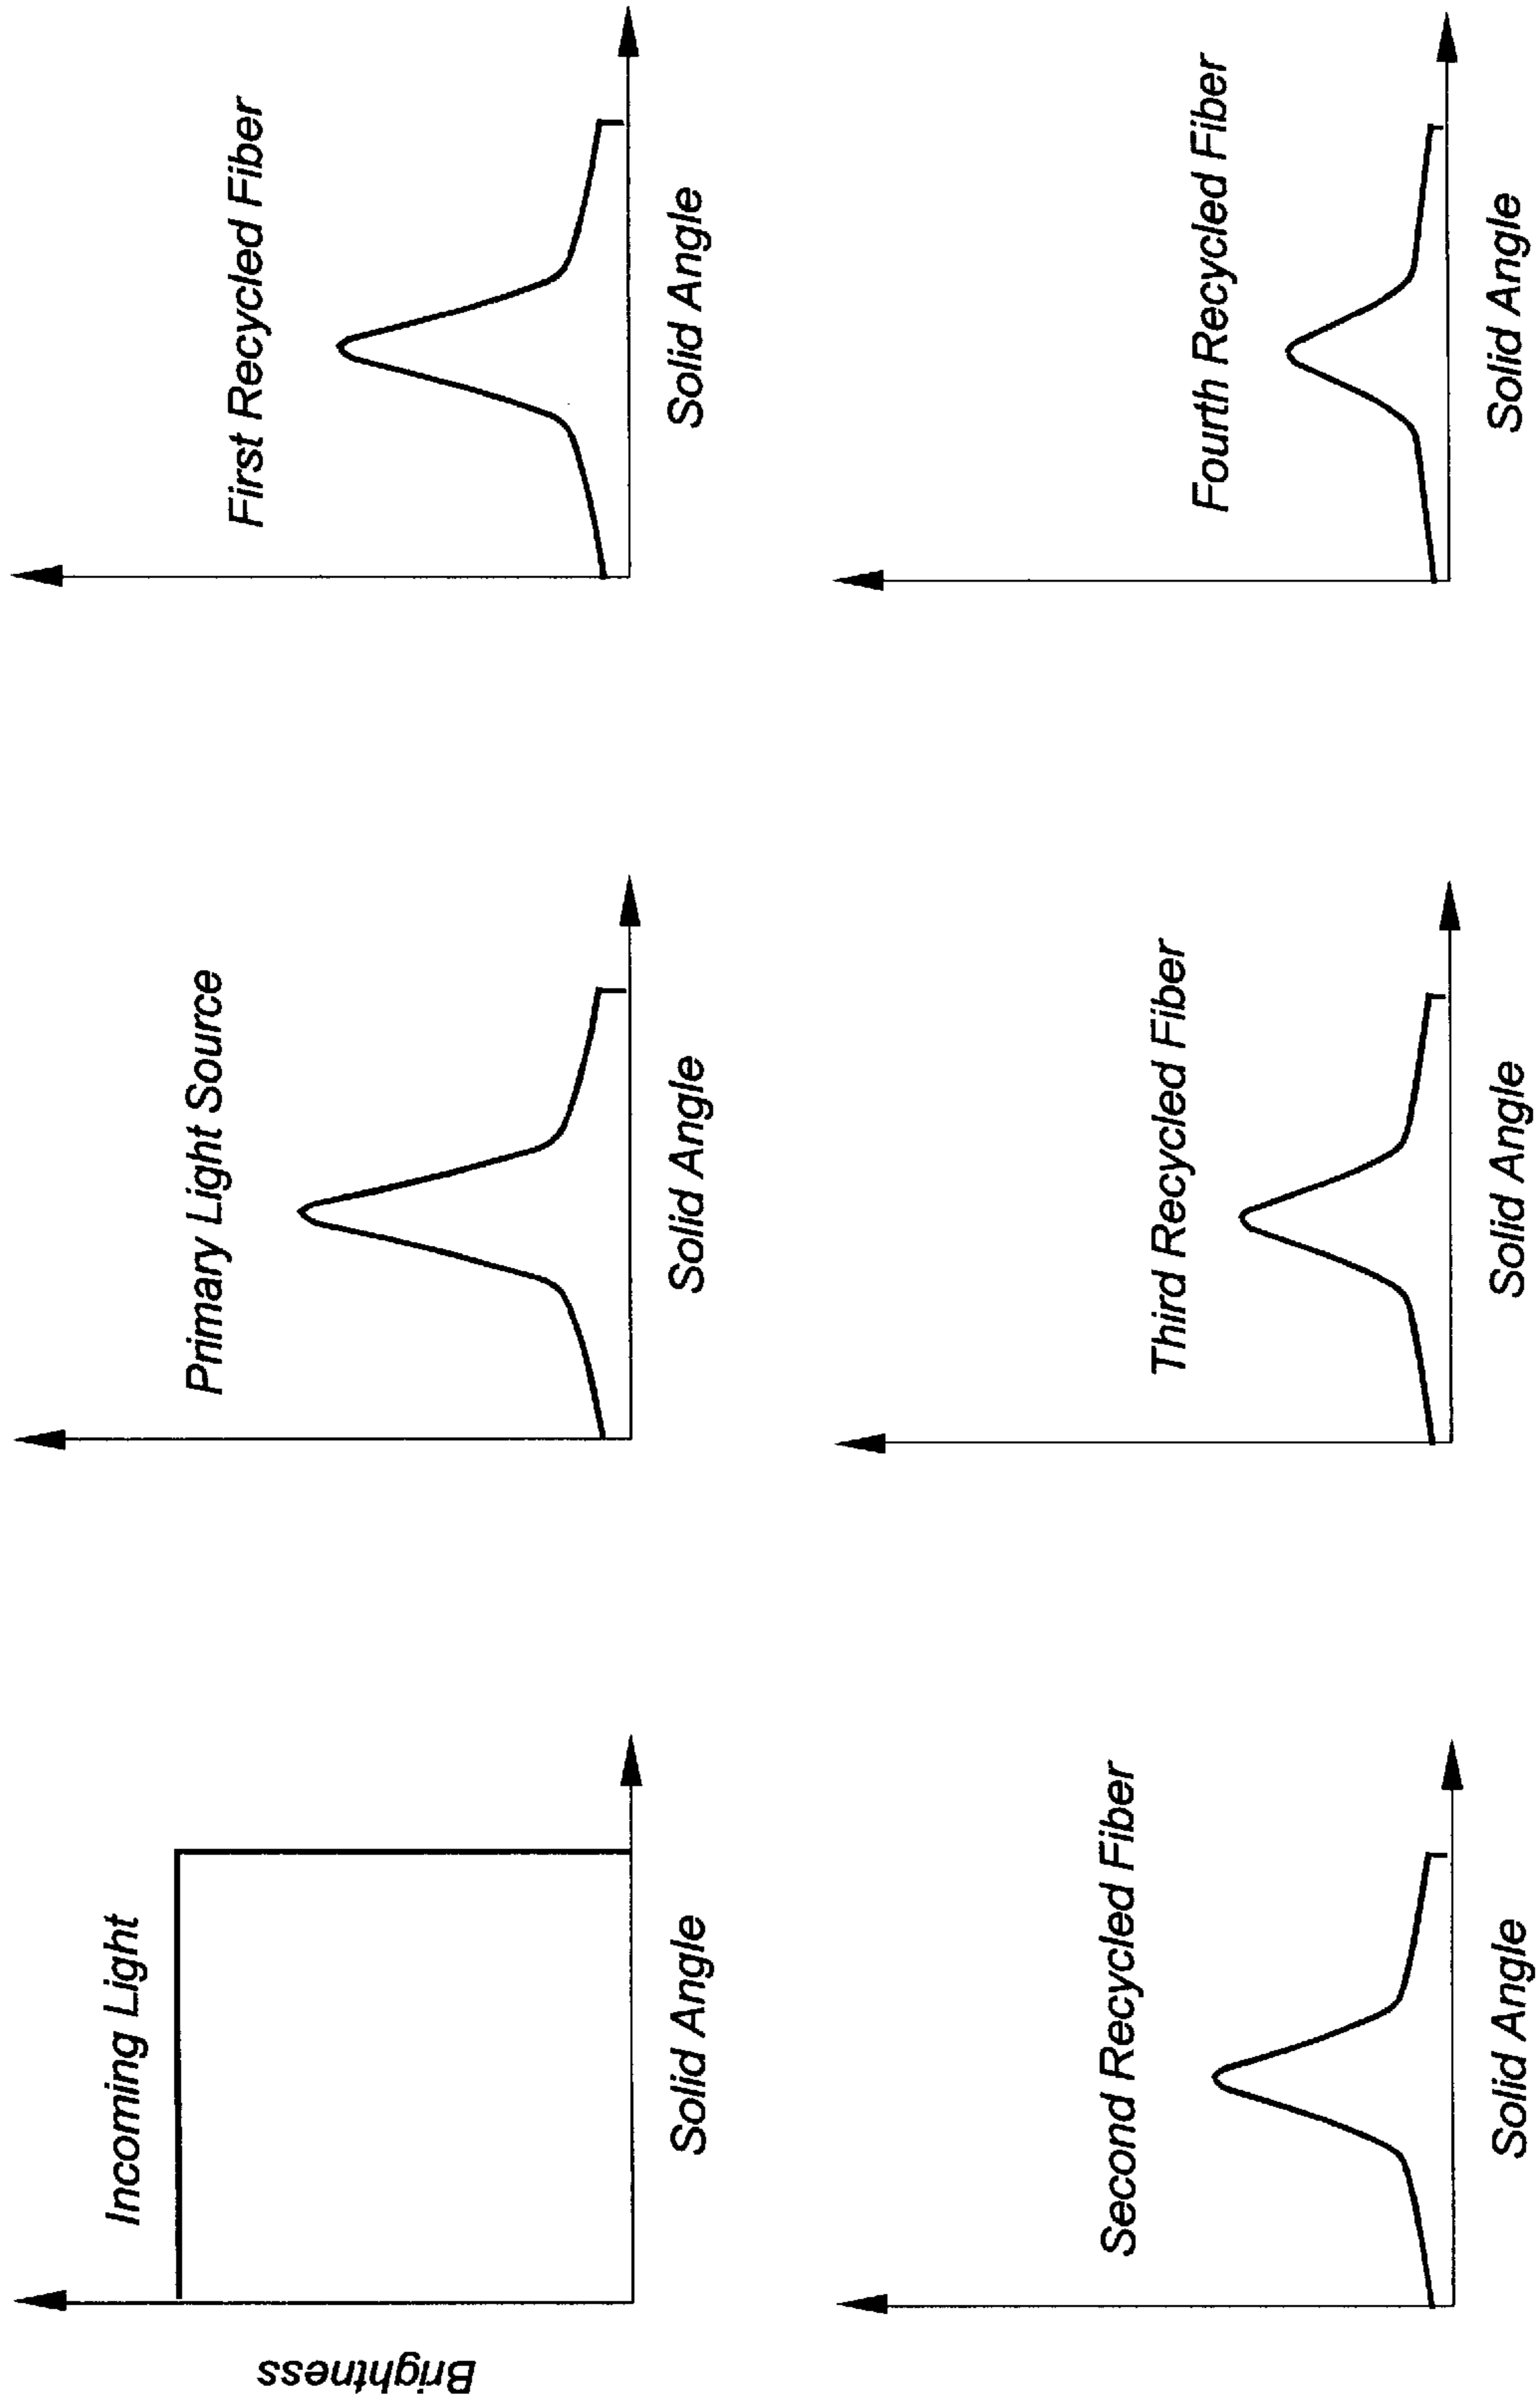 Brightness
Incoming Light
Solid Angle
Primary Light Source
Solid Angle
First Recycled Fiber
Solid Angle
Second Recycled Fiber
Solid Angle
Third Recycled Fiber
Solid Angle
Fourth Recycled Fiber
Solid Angle